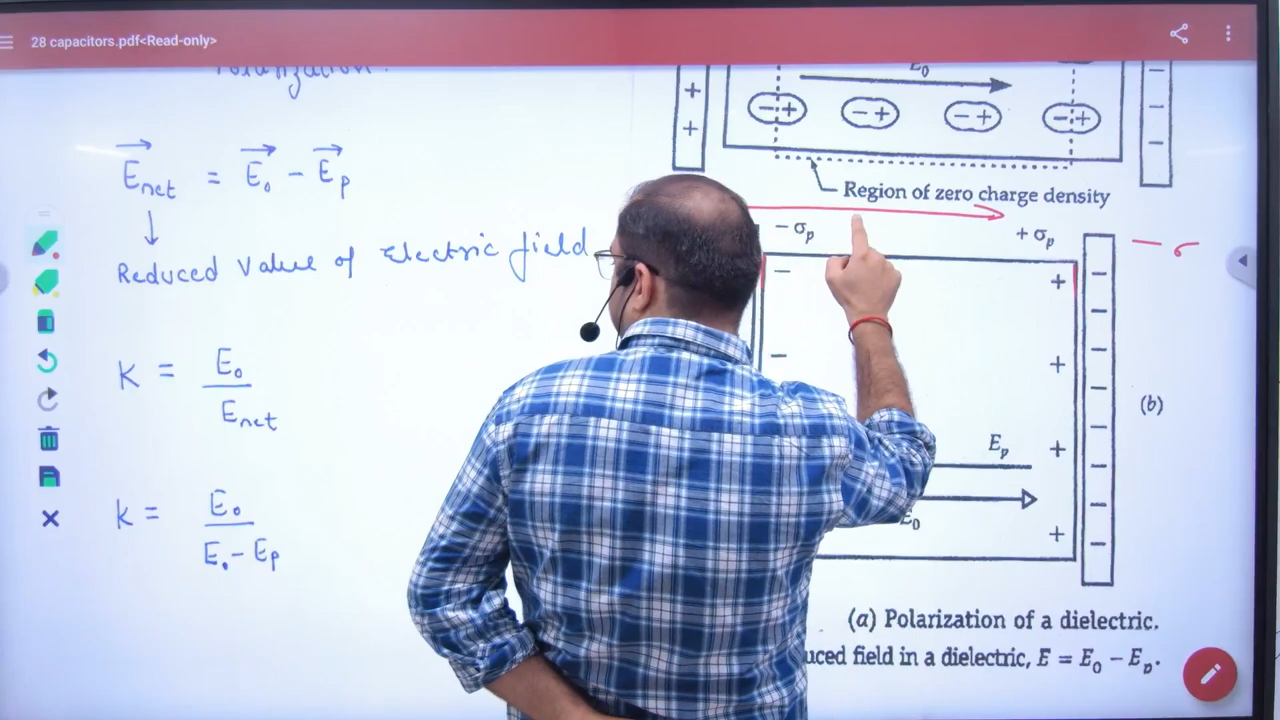 28 capacitors.pdf<Read-only>
Polarization.
E₀
Region of zero charge density
Enet = E₀ - Ep
Reduced Value of Electric field
- σp
+ σp
- σ
K = E₀ / Enet
(b)
Ep
E₀
K = E₀ / E₀ - Ep
(a) Polarization of a dielectric.
uced field in a dielectric, E = E₀ - Ep.